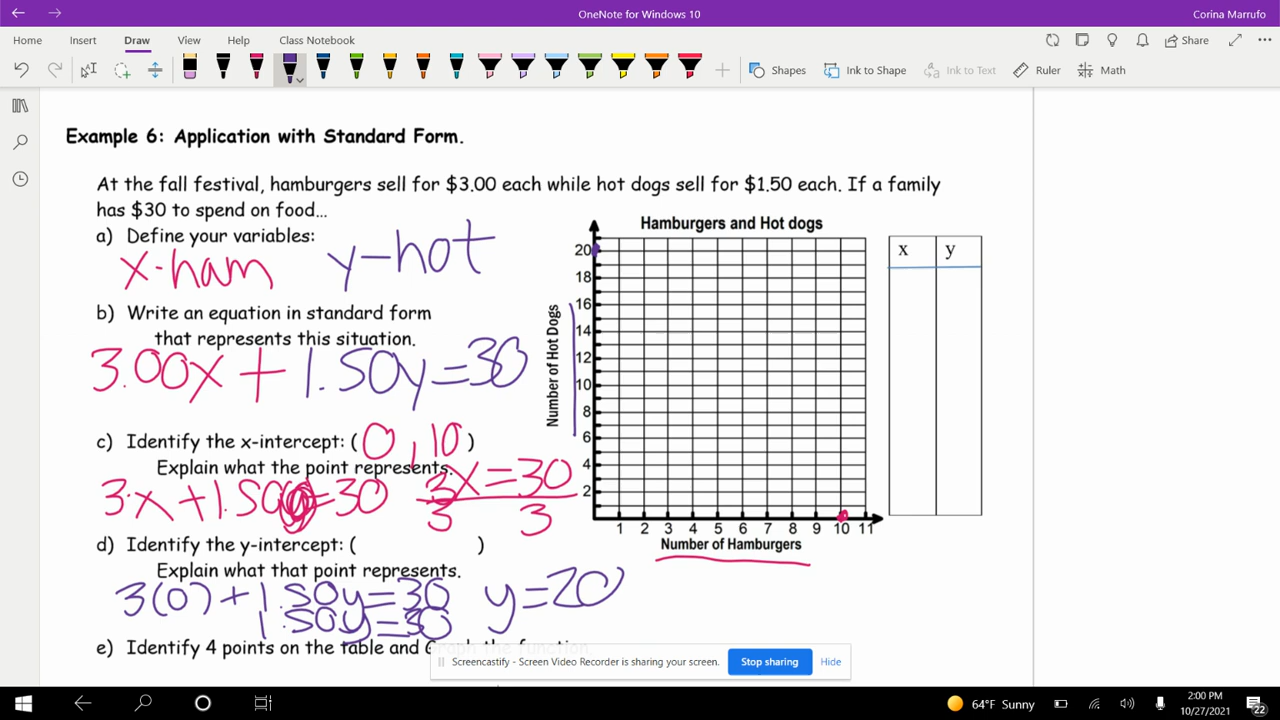 OneNote for Windows 10
Corina Marrufo
Home Insert Draw View Help Class Notebook
Share
Shapes Ink to Shape Ink to Text Ruler Math
Example 6: Application with Standard Form.
At the fall festival, hamburgers sell for $3.00 each while hot dogs sell for $1.50 each. If a family
has $30 to spend on food...
a) Define your variables:
x-ham y-hot
b) Write an equation in standard form
that represents this situation.
3.00x + 1.50y=30
c) Identify the x-intercept: ( 0 , 10 )
Explain what the point represents.
3·x +1.50 =30 3x=30
3 3
d) Identify the y-intercept: ( )
Explain what that point represents.
3(0)+1.50y=30 y=20
1.50y=30
e) Identify 4 points on the table and Graph the function.
Hamburgers and Hot dogs
Number of Hot Dogs
20
18
16
14
12
10
8
6
4
2
1 2 3 4 5 6 7 8 9 10 11
Number of Hamburgers
x y
Screencastify - Screen Video Recorder is sharing your screen. Stop sharing Hide
64°F Sunny
2:00 PM
10/27/2021
22